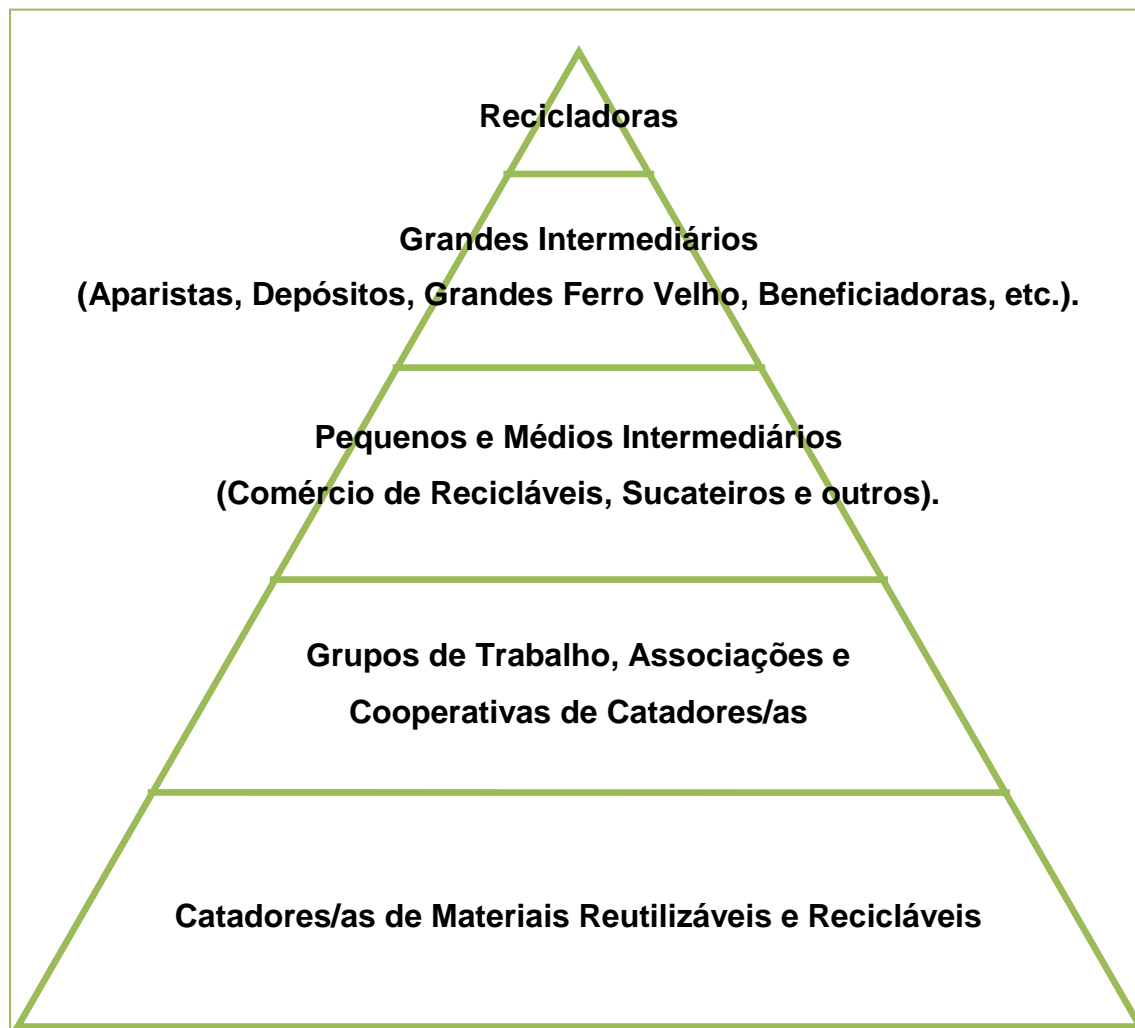 Recicladoras
Grandes Intermediários
(Aparistas, Depósitos, Grandes Ferro Velho, Beneficiadoras, etc.).
Pequenos e Médios Intermediários
(Comércio de Recicláveis, Sucateiros e outros).
Grupos de Trabalho, Associações e
Cooperativas de Catadores/as
Catadores/as de Materiais Reutilizáveis e Recicláveis